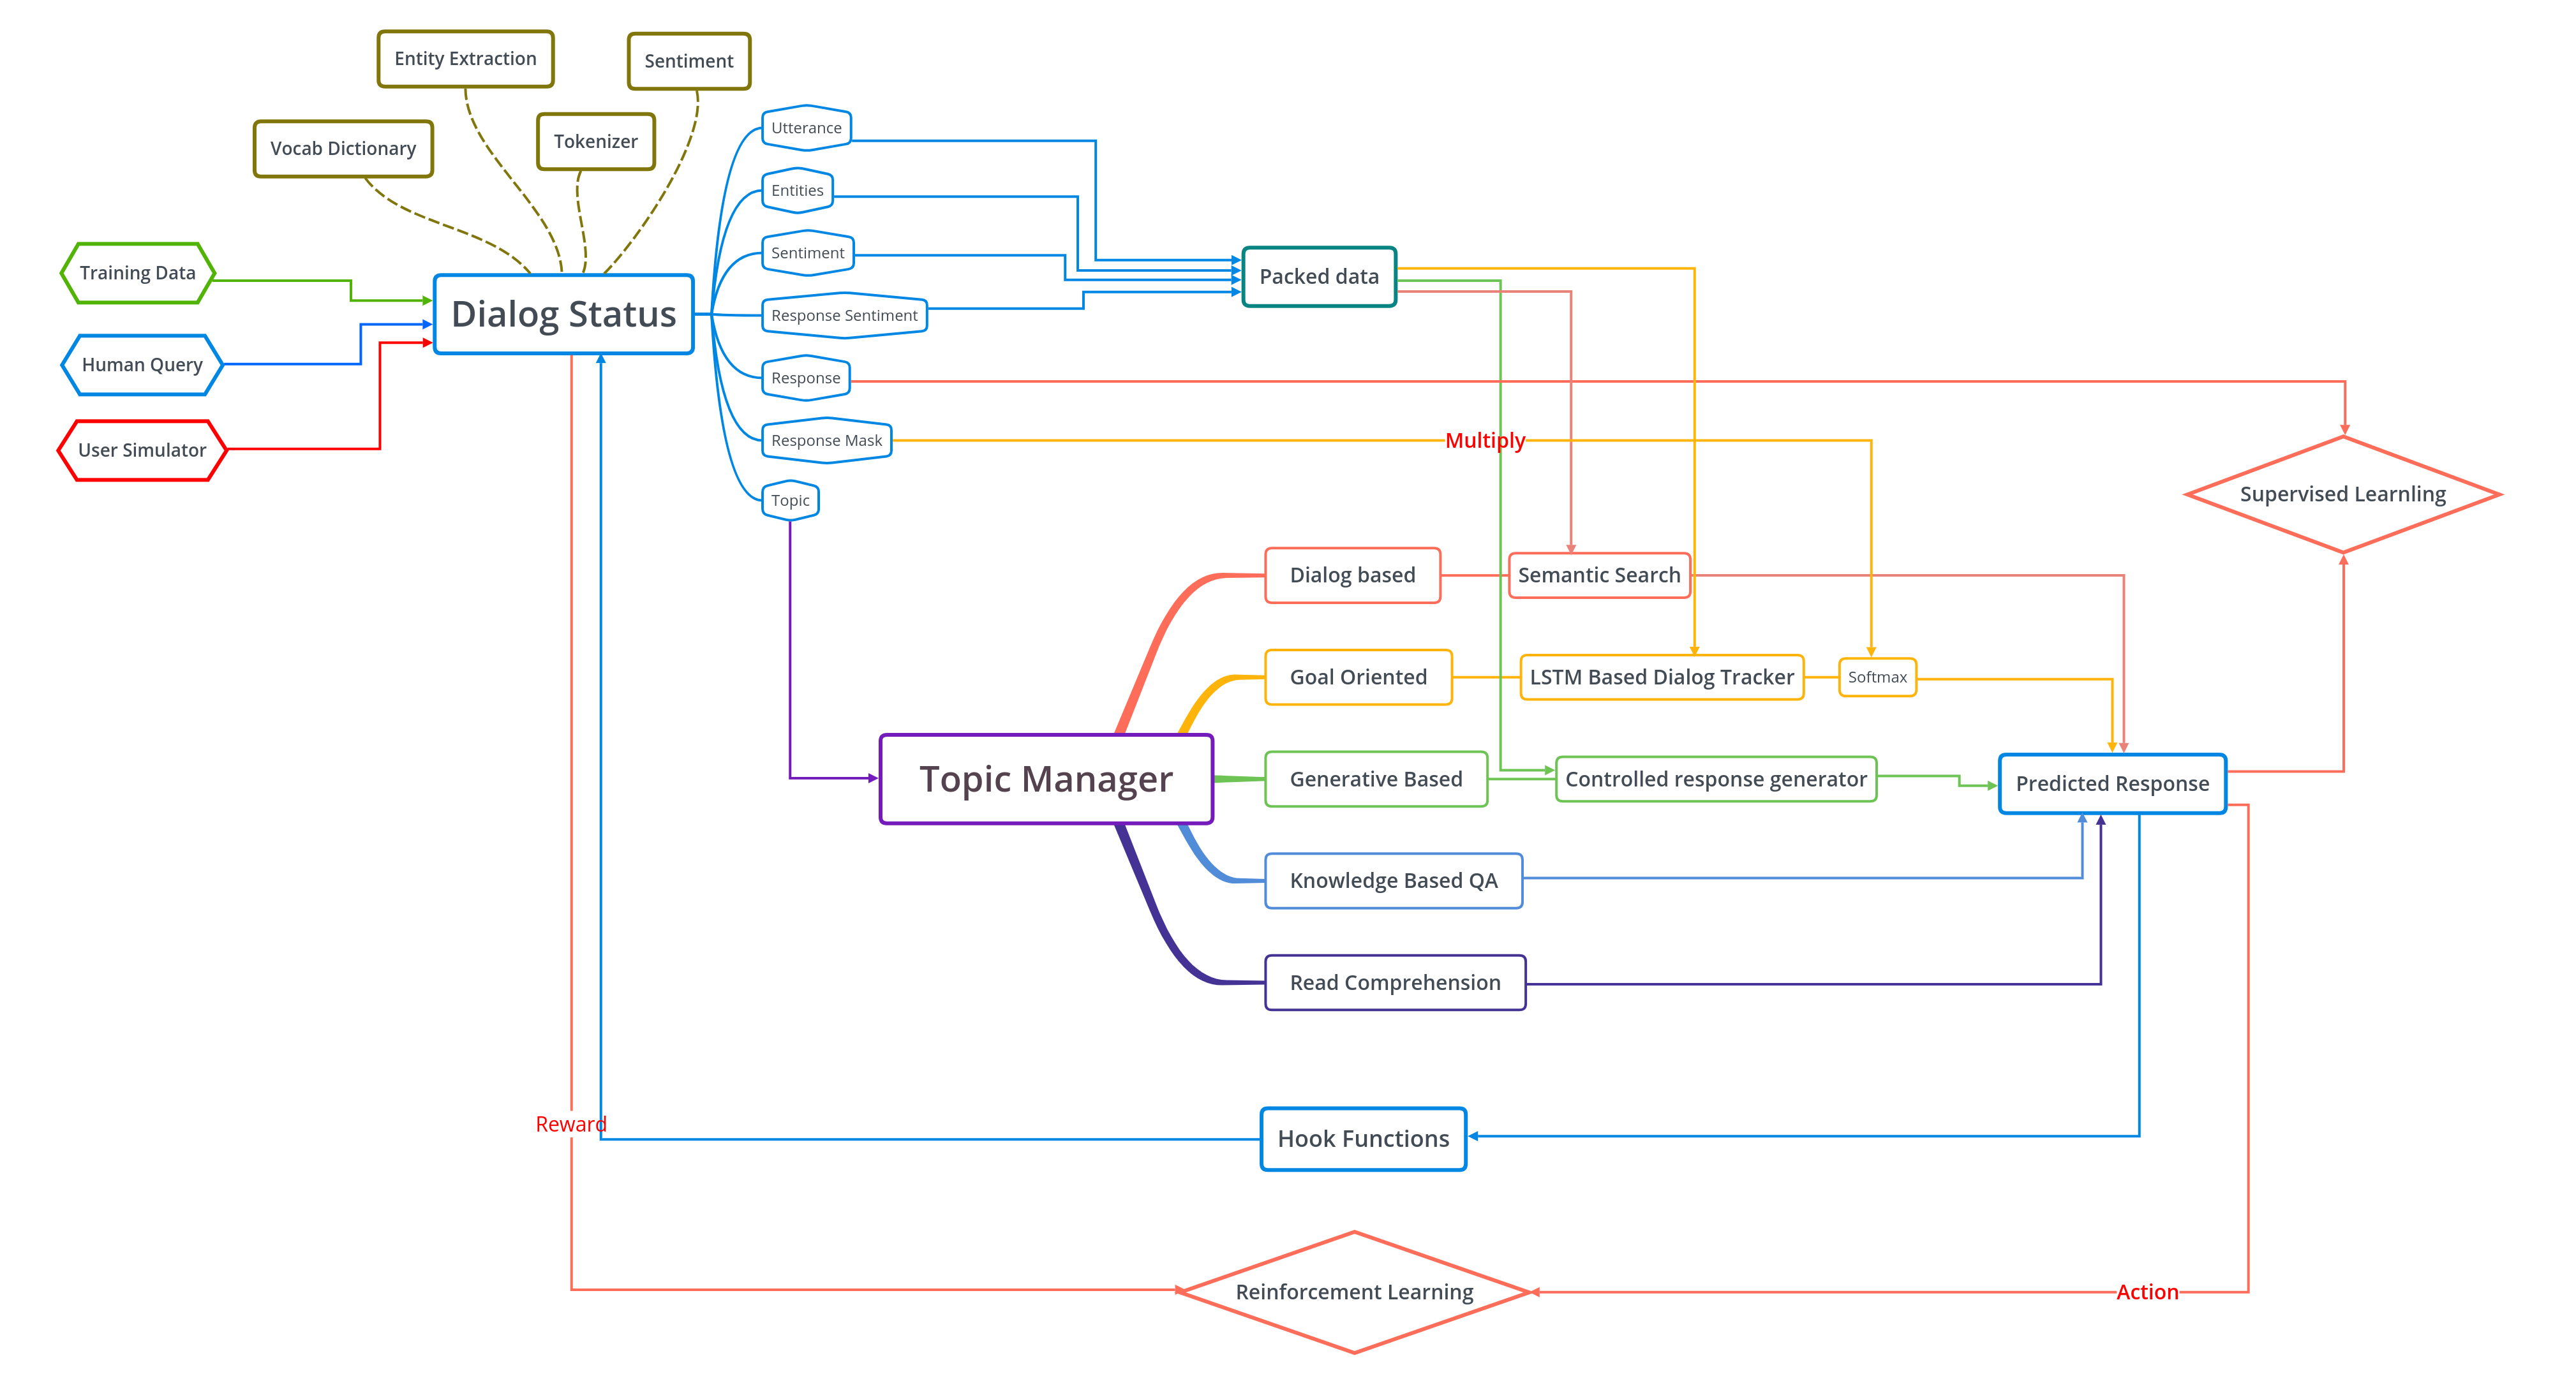 Entity Extraction
Sentiment
Vocab Dictionary
Tokenizer
Utterance
Entities
Sentiment
Response Sentiment
Response
Response Mask
Topic
Training Data
Human Query
User Simulator
Dialog Status
Packed data
Multiply
Supervised Learnling
Dialog based
Semantic Search
Goal Oriented
LSTM Based Dialog Tracker
Softmax
Topic Manager
Generative Based
Controlled response generator
Predicted Response
Knowledge Based QA
Read Comprehension
Reward
Hook Functions
Reinforcement Learning
Action